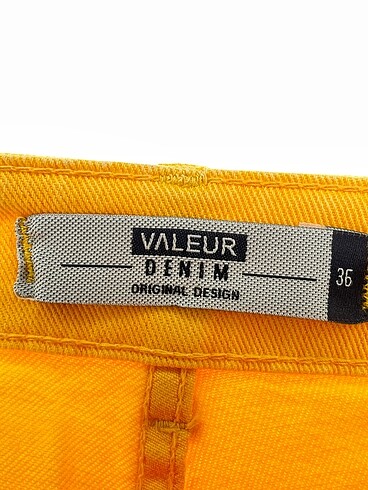 VALEUR
DENIM
ORIGINAL DESIGN
36